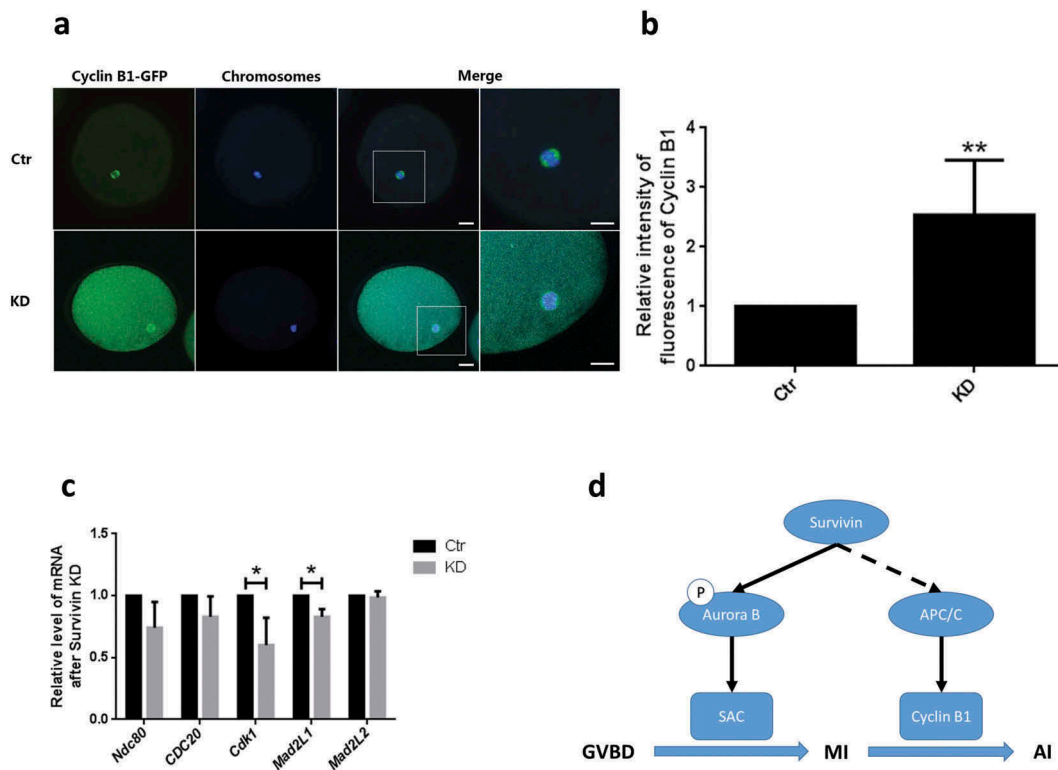 a
Cyclin B1-GFP Chromosomes Merge
Ctr
KD
b
Relative intensity of
fluorescence of Cyclin B1
4
3
2
1
0
**
Ctr
KD
c
Relative level of mRNA
after Survivin KD
1.5
1.0
0.5
0.0
*
*
Ctr
KD
Ndc80
CDC20
Cdk1
Mad2L1
Mad2L2
d
Survivin
P
Aurora B
APC/C
SAC
Cyclin B1
GVBD MI AI